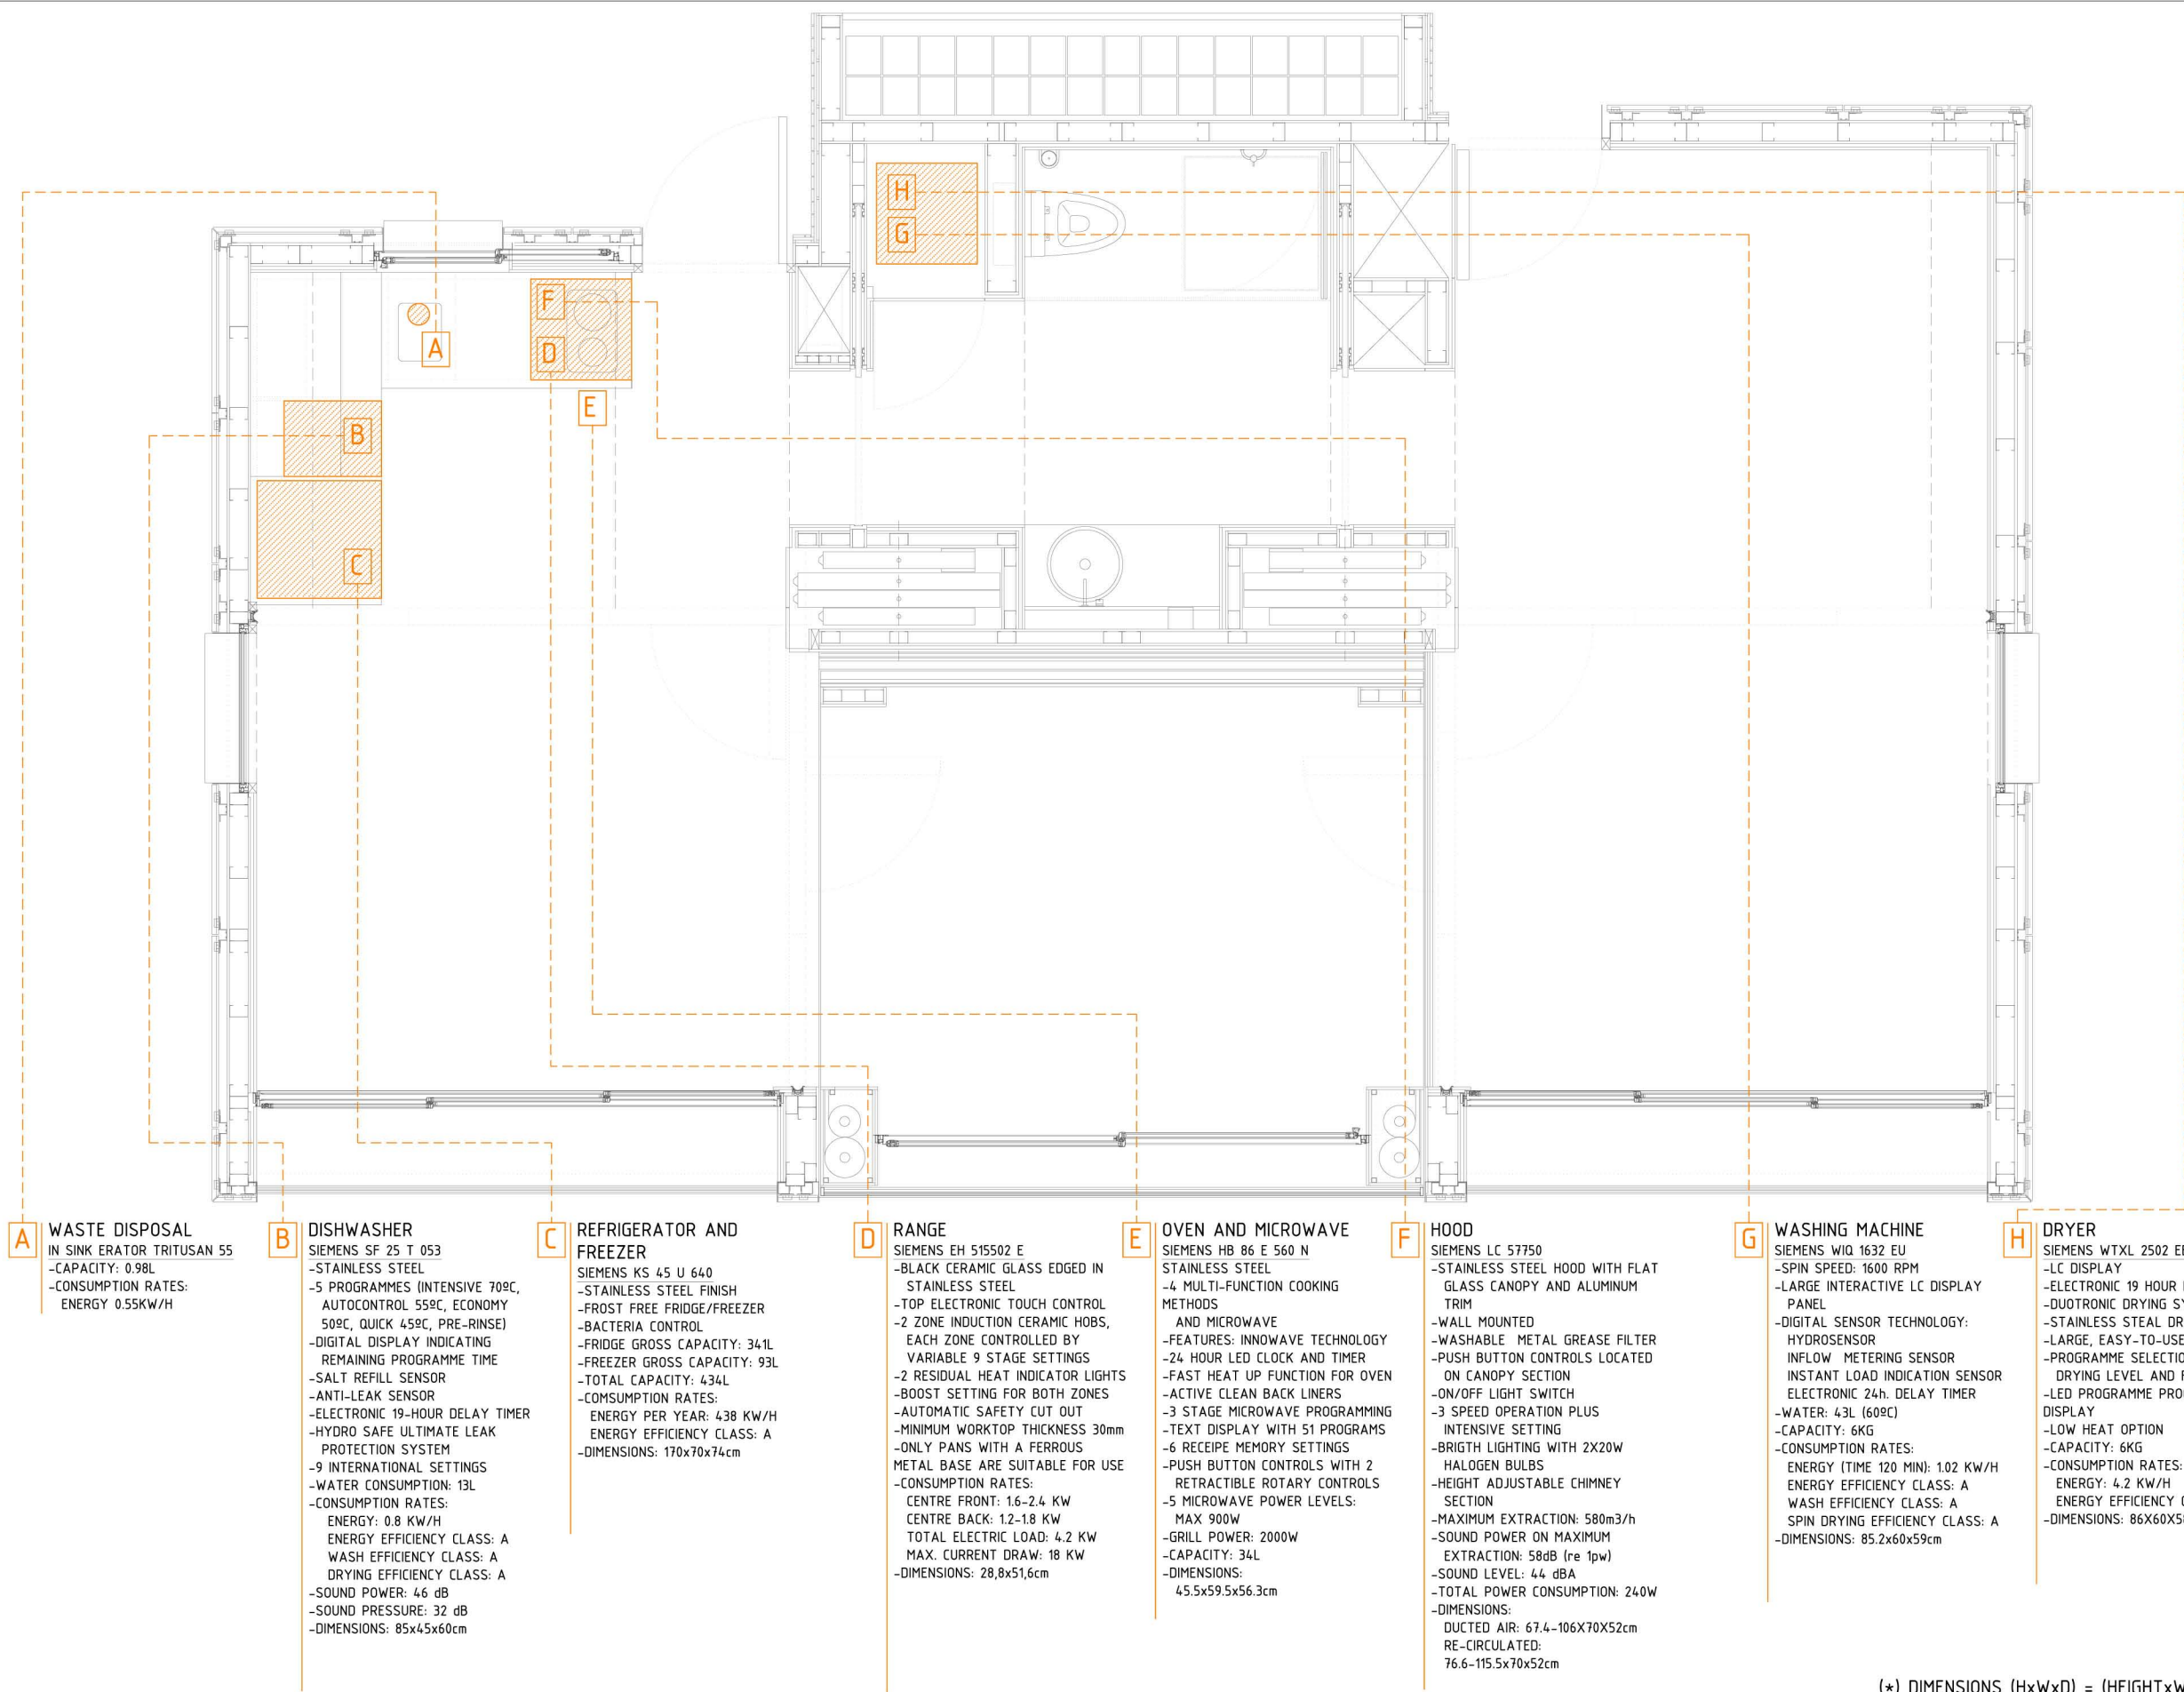 H
G
F
A
D
E
B
C
A
WASTE DISPOSAL
IN SINK ERATOR TRITUSAN 55
-CAPACITY: 0.98L
-CONSUMPTION RATES:
ENERGY 0.55KW/H
B
DISHWASHER
SIEMENS SF 25 T 053
-STAINLESS STEEL
-5 PROGRAMMES (INTENSIVE 70ºC,
AUTOCONTROL 55ºC, ECONOMY
50ºC, QUICK 45ºC, PRE-RINSE)
-DIGITAL DISPLAY INDICATING
REMAINING PROGRAMME TIME
-SALT REFILL SENSOR
-ANTI-LEAK SENSOR
-ELECTRONIC 19-HOUR DELAY TIMER
-HYDRO SAFE ULTIMATE LEAK
PROTECTION SYSTEM
-9 INTERNATIONAL SETTINGS
-WATER CONSUMPTION: 13L
-CONSUMPTION RATES:
ENERGY: 0.8 KW/H
ENERGY EFFICIENCY CLASS: A
WASH EFFICIENCY CLASS: A
DRYING EFFICIENCY CLASS: A
-SOUND POWER: 46 dB
-SOUND PRESSURE: 32 dB
-DIMENSIONS: 85x45x60cm
C
REFRIGERATOR AND
FREEZER
SIEMENS KS 45 U 640
-STAINLESS STEEL FINISH
-FROST FREE FRIDGE/FREEZER
-BACTERIA CONTROL
-FRIDGE GROSS CAPACITY: 341L
-FREEZER GROSS CAPACITY: 93L
-TOTAL CAPACITY: 434L
-COMSUMPTION RATES:
ENERGY PER YEAR: 438 KW/H
ENERGY EFFICIENCY CLASS: A
-DIMENSIONS: 170x70x74cm
D
RANGE
SIEMENS EH 515502 E
-BLACK CERAMIC GLASS EDGED IN
STAINLESS STEEL
-TOP ELECTRONIC TOUCH CONTROL
-2 ZONE INDUCTION CERAMIC HOBS,
EACH ZONE CONTROLLED BY
VARIABLE 9 STAGE SETTINGS
-2 RESIDUAL HEAT INDICATOR LIGHTS
-BOOST SETTING FOR BOTH ZONES
-AUTOMATIC SAFETY CUT OUT
-MINIMUM WORKTOP THICKNESS 30mm
-ONLY PANS WITH A FERROUS
METAL BASE ARE SUITABLE FOR USE
-CONSUMPTION RATES:
CENTRE FRONT: 1.6-2.4 KW
CENTRE BACK: 1.2-1.8 KW
TOTAL ELECTRIC LOAD: 4.2 KW
MAX. CURRENT DRAW: 18 KW
-DIMENSIONS: 28,8x51,6cm
E
OVEN AND MICROWAVE
SIEMENS HB 86 E 560 N
STAINLESS STEEL
-4 MULTI-FUNCTION COOKING
METHODS
AND MICROWAVE
-FEATURES: INNOWAVE TECHNOLOGY
-24 HOUR LED CLOCK AND TIMER
-FAST HEAT UP FUNCTION FOR OVEN
-ACTIVE CLEAN BACK LINERS
-3 STAGE MICROWAVE PROGRAMMING
-TEXT DISPLAY WITH 51 PROGRAMS
-6 RECEIPE MEMORY SETTINGS
-PUSH BUTTON CONTROLS WITH 2
RETRACTIBLE ROTARY CONTROLS
-5 MICROWAVE POWER LEVELS:
MAX 900W
-GRILL POWER: 2000W
-CAPACITY: 34L
-DIMENSIONS:
45.5x59.5x56.3cm
F
HOOD
SIEMENS LC 57750
-STAINLESS STEEL HOOD WITH FLAT
GLASS CANOPY AND ALUMINUM
TRIM
-WALL MOUNTED
-WASHABLE METAL GREASE FILTER
-PUSH BUTTON CONTROLS LOCATED
ON CANOPY SECTION
-ON/OFF LIGHT SWITCH
-3 SPEED OPERATION PLUS
INTENSIVE SETTING
-BRIGTH LIGHTING WITH 2X20W
HALOGEN BULBS
-HEIGHT ADJUSTABLE CHIMNEY
SECTION
-MAXIMUM EXTRACTION: 580m3/h
-SOUND POWER ON MAXIMUM
EXTRACTION: 58dB (re 1pw)
-SOUND LEVEL: 44 dBA
-TOTAL POWER CONSUMPTION: 240W
-DIMENSIONS:
DUCTED AIR: 67.4-106X70X52cm
RE-CIRCULATED:
76.6-115.5x70x52cm
G
WASHING MACHINE
SIEMENS WIQ 1632 EU
-SPIN SPEED: 1600 RPM
-LARGE INTERACTIVE LC DISPLAY
PANEL
-DIGITAL SENSOR TECHNOLOGY:
HYDROSENSOR
INFLOW METERING SENSOR
INSTANT LOAD INDICATION SENSOR
ELECTRONIC 24h. DELAY TIMER
-WATER: 43L (60ºC)
-CAPACITY: 6KG
-CONSUMPTION RATES:
ENERGY (TIME 120 MIN): 1.02 KW/H
ENERGY EFFICIENCY CLASS: A
WASH EFFICIENCY CLASS: A
SPIN DRYING EFFICIENCY CLASS: A
-DIMENSIONS: 85.2x60x59cm
H
DRYER
SIEMENS WTXL 2502
-LC DISPLAY
-ELECTRONIC 19 HOUR
-DUOTRONIC DRYING
-STAINLESS STEAL
-LARGE, EASY-TO-USE
-PROGRAMME
DRYING LEVEL AND
-LED PROGRAMME
DISPLAY
-LOW HEAT OPTION
-CAPACITY: 6KG
-CONSUMPTION RATES:
ENERGY: 4.2 KW/H
ENERGY EFFICIENCY
-DIMENSIONS:
(*) DIMENSIONS (HxWxD) =